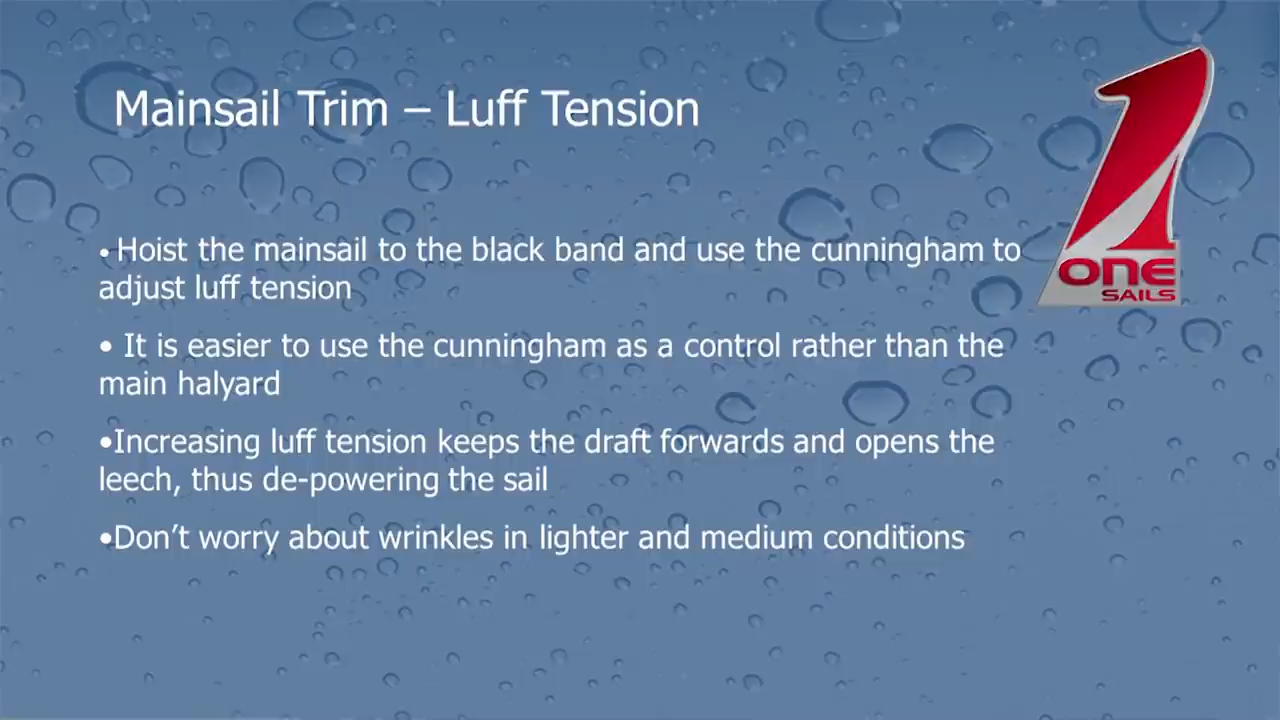 Mainsail Trim – Luff Tension
• Hoist the mainsail to the black band and use the cunningham to
adjust luff tension
• It is easier to use the cunningham as a control rather than the
main halyard
•Increasing luff tension keeps the draft forwards and opens the
leech, thus de-powering the sail
•Don’t worry about wrinkles in lighter and medium conditions
1
ONE
SAILS